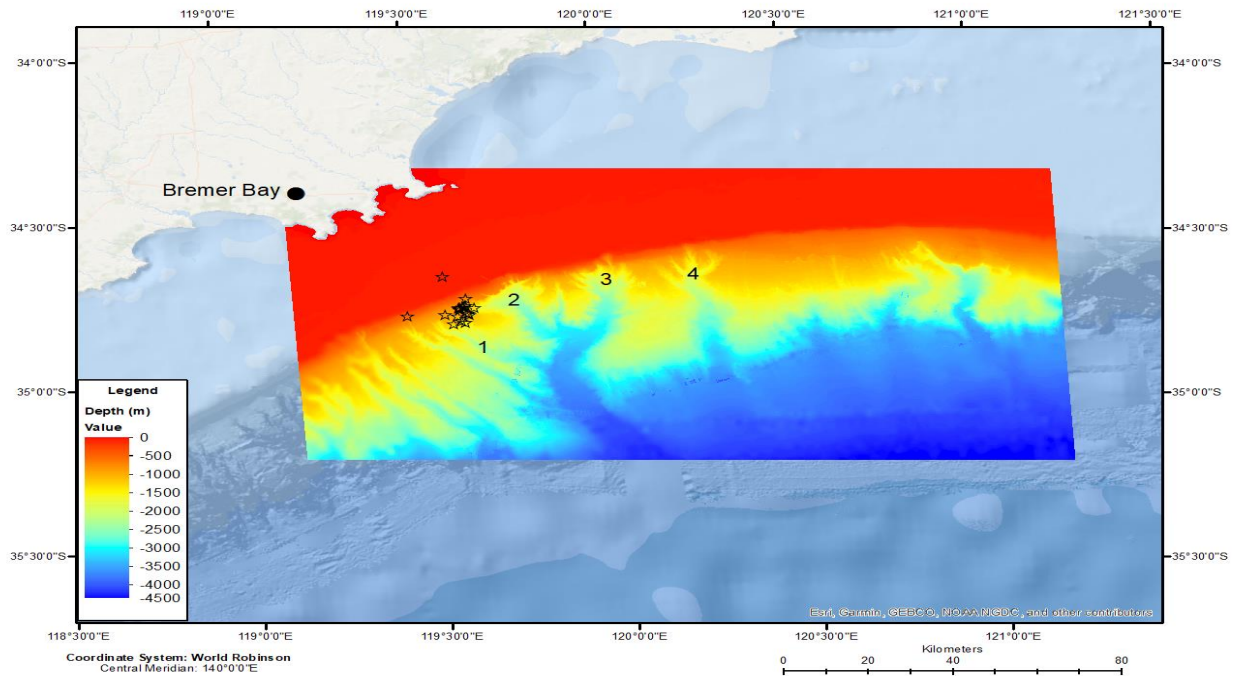 119°0'0"E 119°30'0"E 120°0'0"E 120°30'0"E 121°0'0"E 121°30'0"E
34°0'0"S 34°0'0"S
Bremer Bay
34°30'0"S 34°30'0"S
3 4
2
1
35°0'0"S 35°0'0"S
Legend
Depth (m)
Value
0
-500
-1000
-1500
-2000
-2500
-3000
-3500
-4000
-4500
35°30'0"S 35°30'0"S
Esri, Garmin, GEBCO, NOAA NGDC, and other contributors
118°30'0"E 119°0'0"E 119°30'0"E 120°0'0"E 120°30'0"E 121°0'0"E
Coordinate System: World Robinson
Central Meridian: 140°0'0"E
Kilometers
0 20 40 60 80